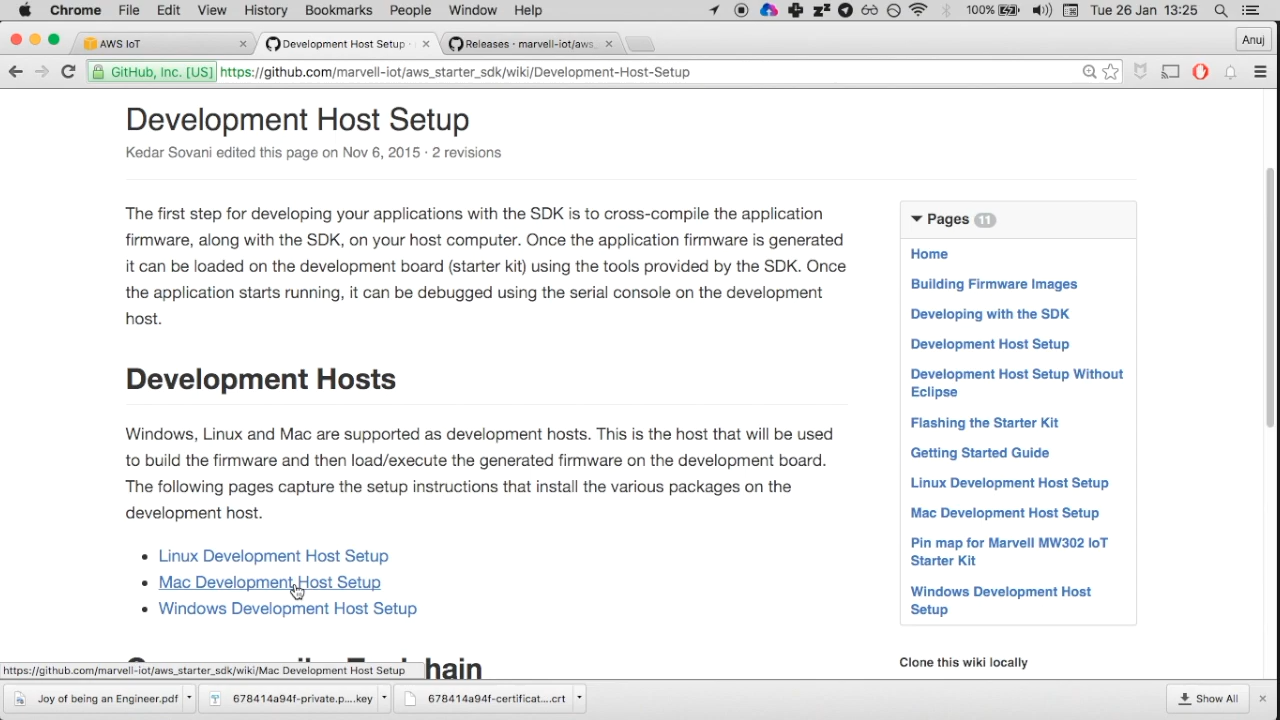 Chrome File Edit View History Bookmarks People Window Help 100% Tue 26 Jan 13:25
AWS IoT Development Host Setup · Releases · marvell-iot/aws_ Anuj
GitHub, Inc. [US] https://github.com/marvell-iot/aws_starter_sdk/wiki/Development-Host-Setup
Development Host Setup
Kedar Sovani edited this page on Nov 6, 2015 · 2 revisions
The first step for developing your applications with the SDK is to cross-compile the application
firmware, along with the SDK, on your host computer. Once the application firmware is generated
it can be loaded on the development board (starter kit) using the tools provided by the SDK. Once
the application starts running, it can be debugged using the serial console on the development
host.
Development Hosts
Windows, Linux and Mac are supported as development hosts. This is the host that will be used
to build the firmware and then load/execute the generated firmware on the development board.
The following pages capture the setup instructions that install the various packages on the
development host.
Linux Development Host Setup
Mac Development Host Setup
Windows Development Host Setup
Pages 11
Home
Building Firmware Images
Developing with the SDK
Development Host Setup
Development Host Setup Without
Eclipse
Flashing the Starter Kit
Getting Started Guide
Linux Development Host Setup
Mac Development Host Setup
Pin map for Marvell MW302 IoT
Starter Kit
Windows Development Host
Setup
Clone this wiki locally
https://github.com/marvell-iot/aws_starter_sdk/wiki/Mac Development Host Setup
Joy of being an Engineer.pdf 678414a94f-private.p....key 678414a94f-certificat....crt Show All